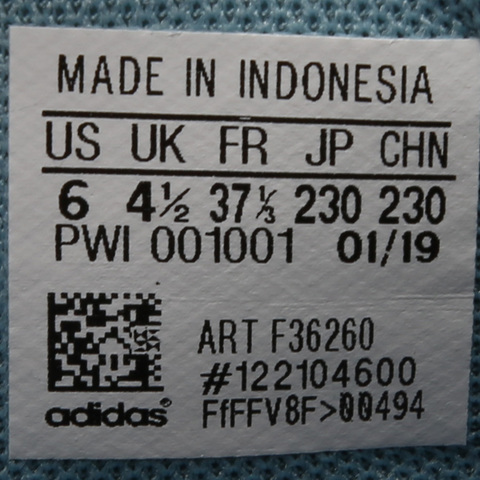 MADE IN INDONESIA
US UK FR JP CHN
6 4½ 37⅓ 230 230
PWI 001001 01/19
ART F36260
#122104600
adidas® FfFFV8F>00494